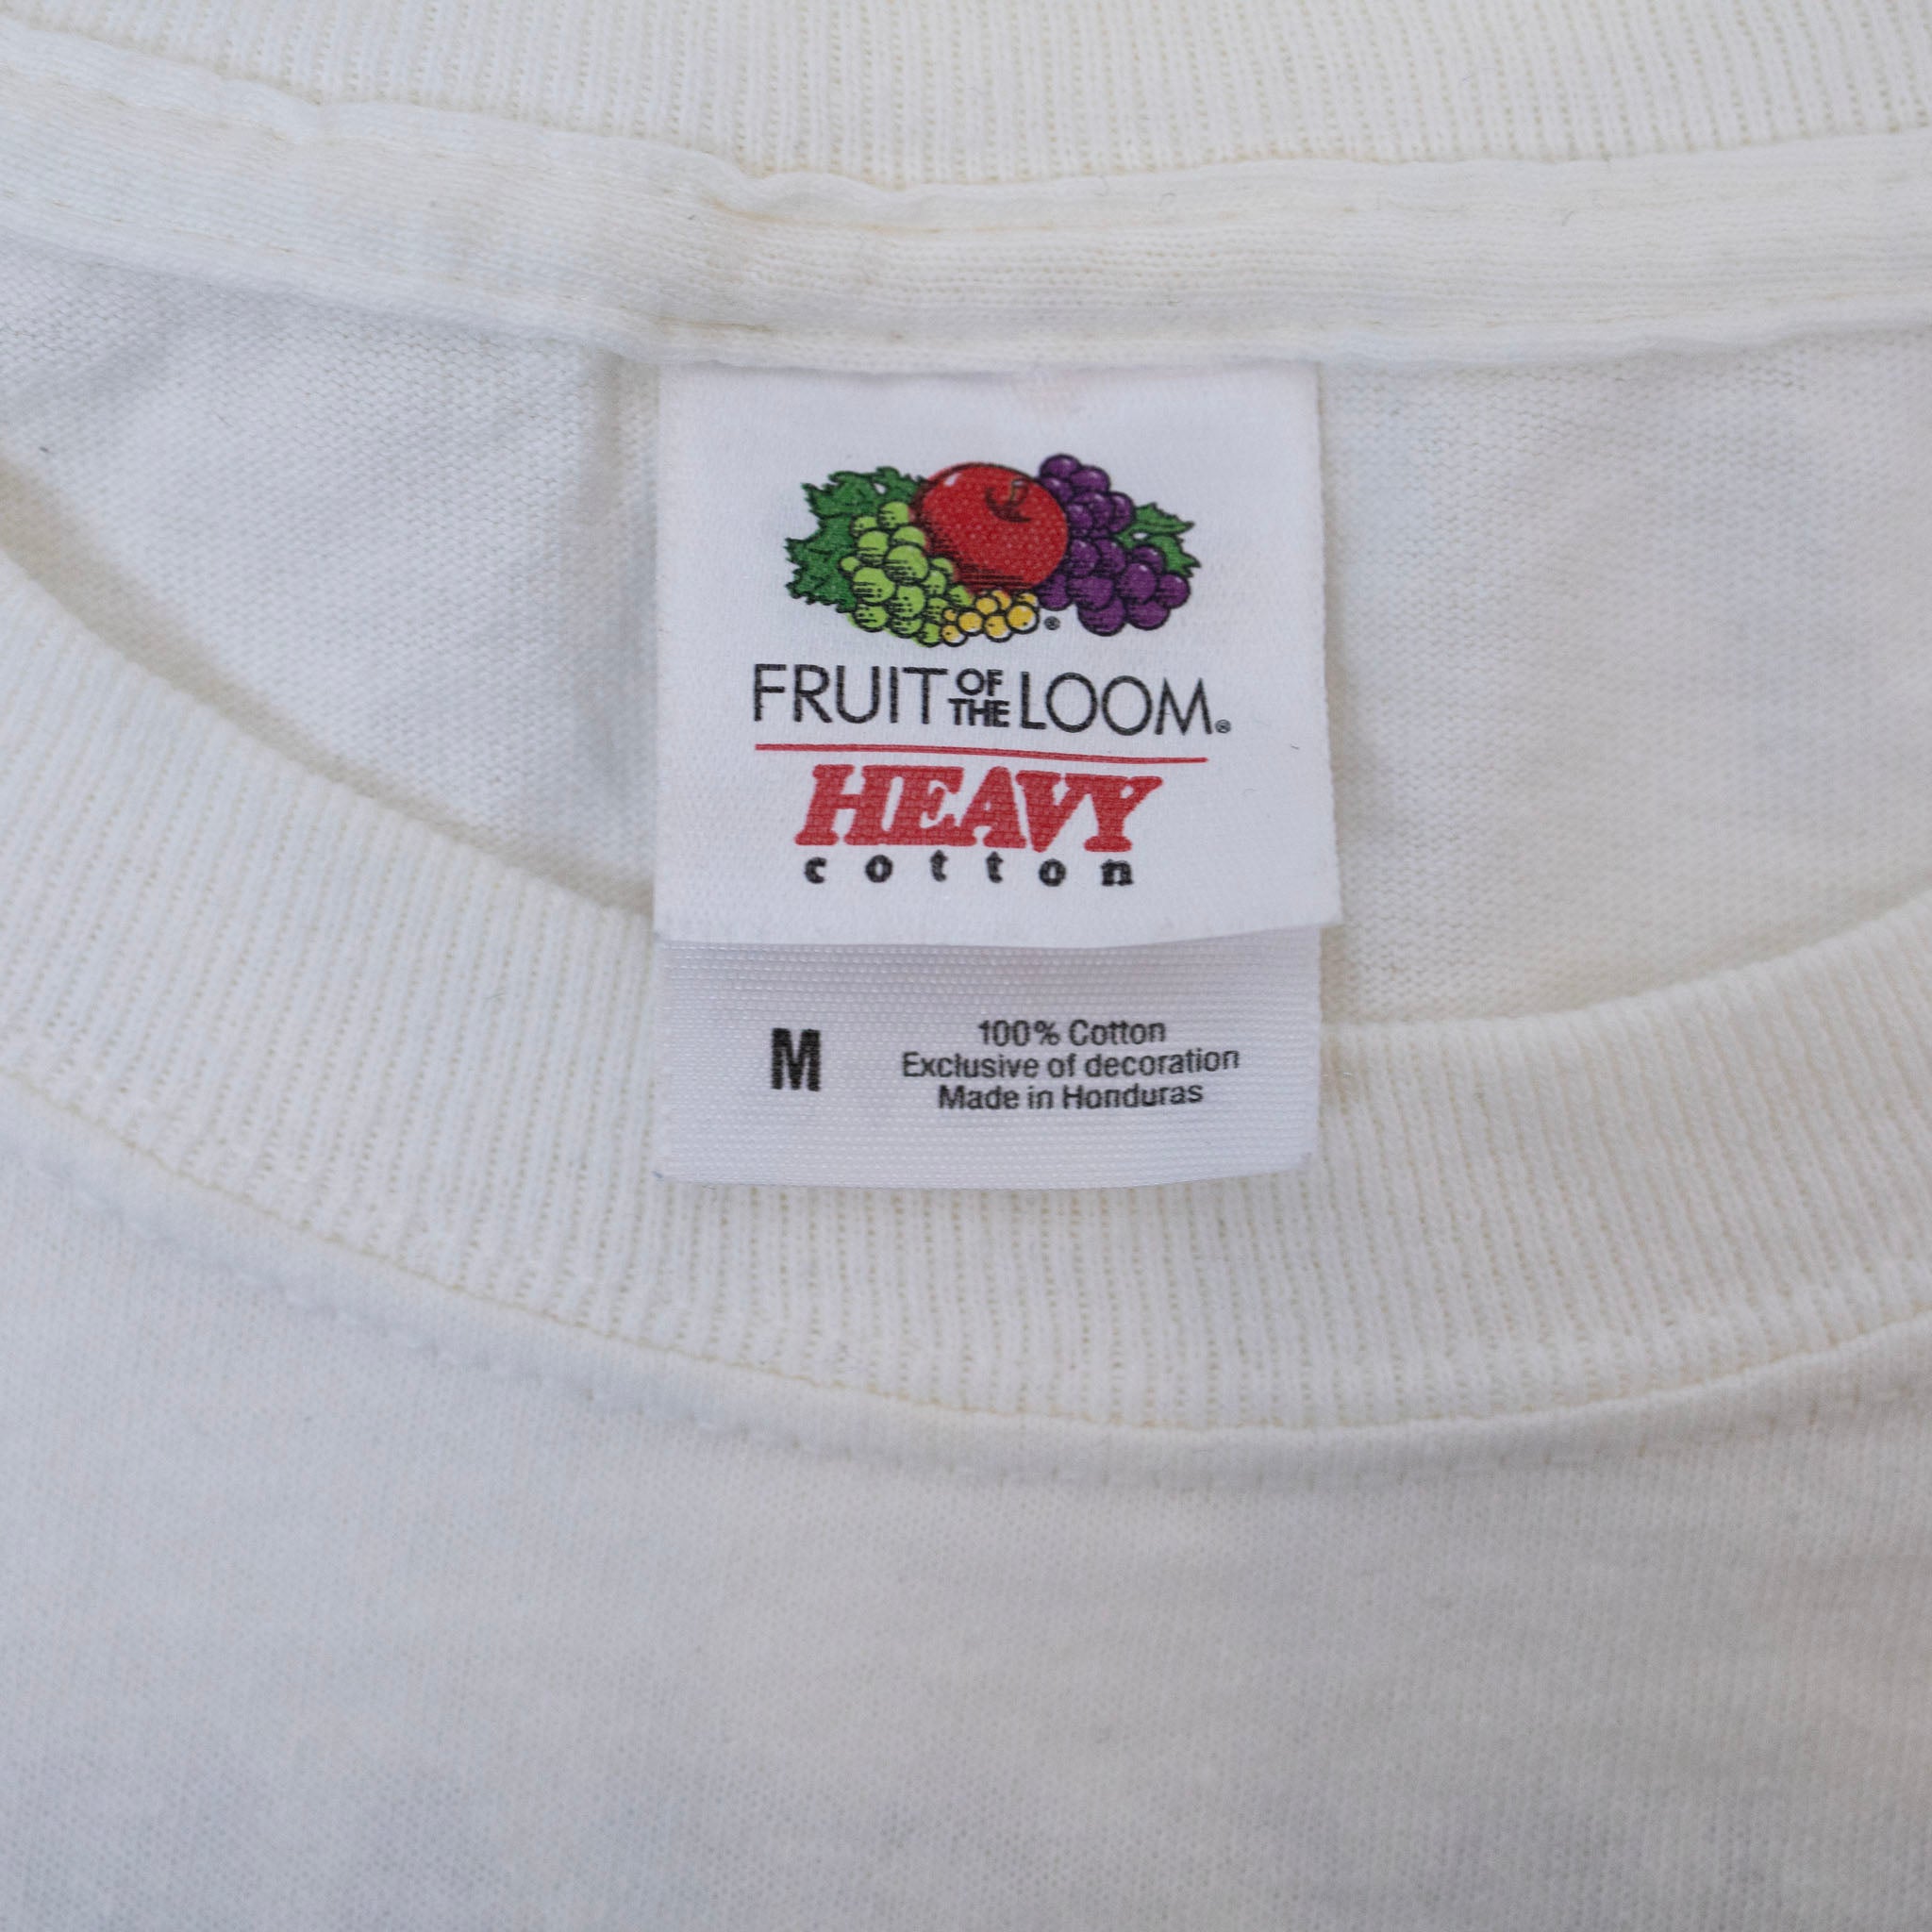 FRUIT OF THE LOOM®
HEAVY
cotton
M
100% Cotton
Exclusive of decoration
Made in Honduras